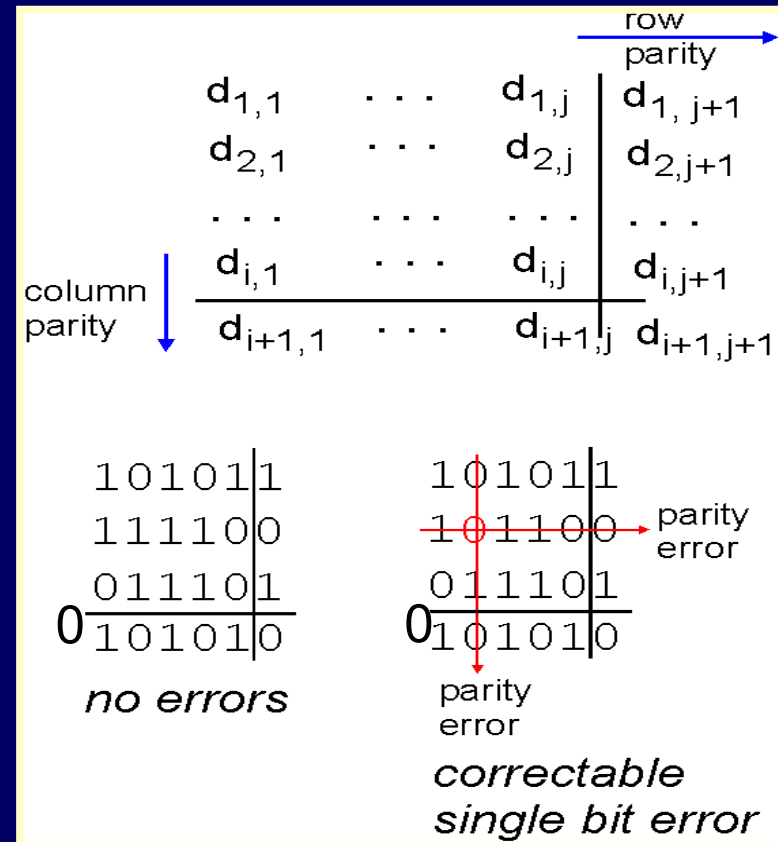 row
parity
d1,1 . . . d1,j d1, j+1
d2,1 . . . d2,j d2,j+1
. . . . . . . . . . . .
di,1 . . . di,j di,j+1
column
parity
di+1,1 . . . di+1,j di+1,j+1
101011
111100
011101
0 101010
no errors
101011
101100
parity
error
011101
0 101010
parity
error
correctable
single bit error